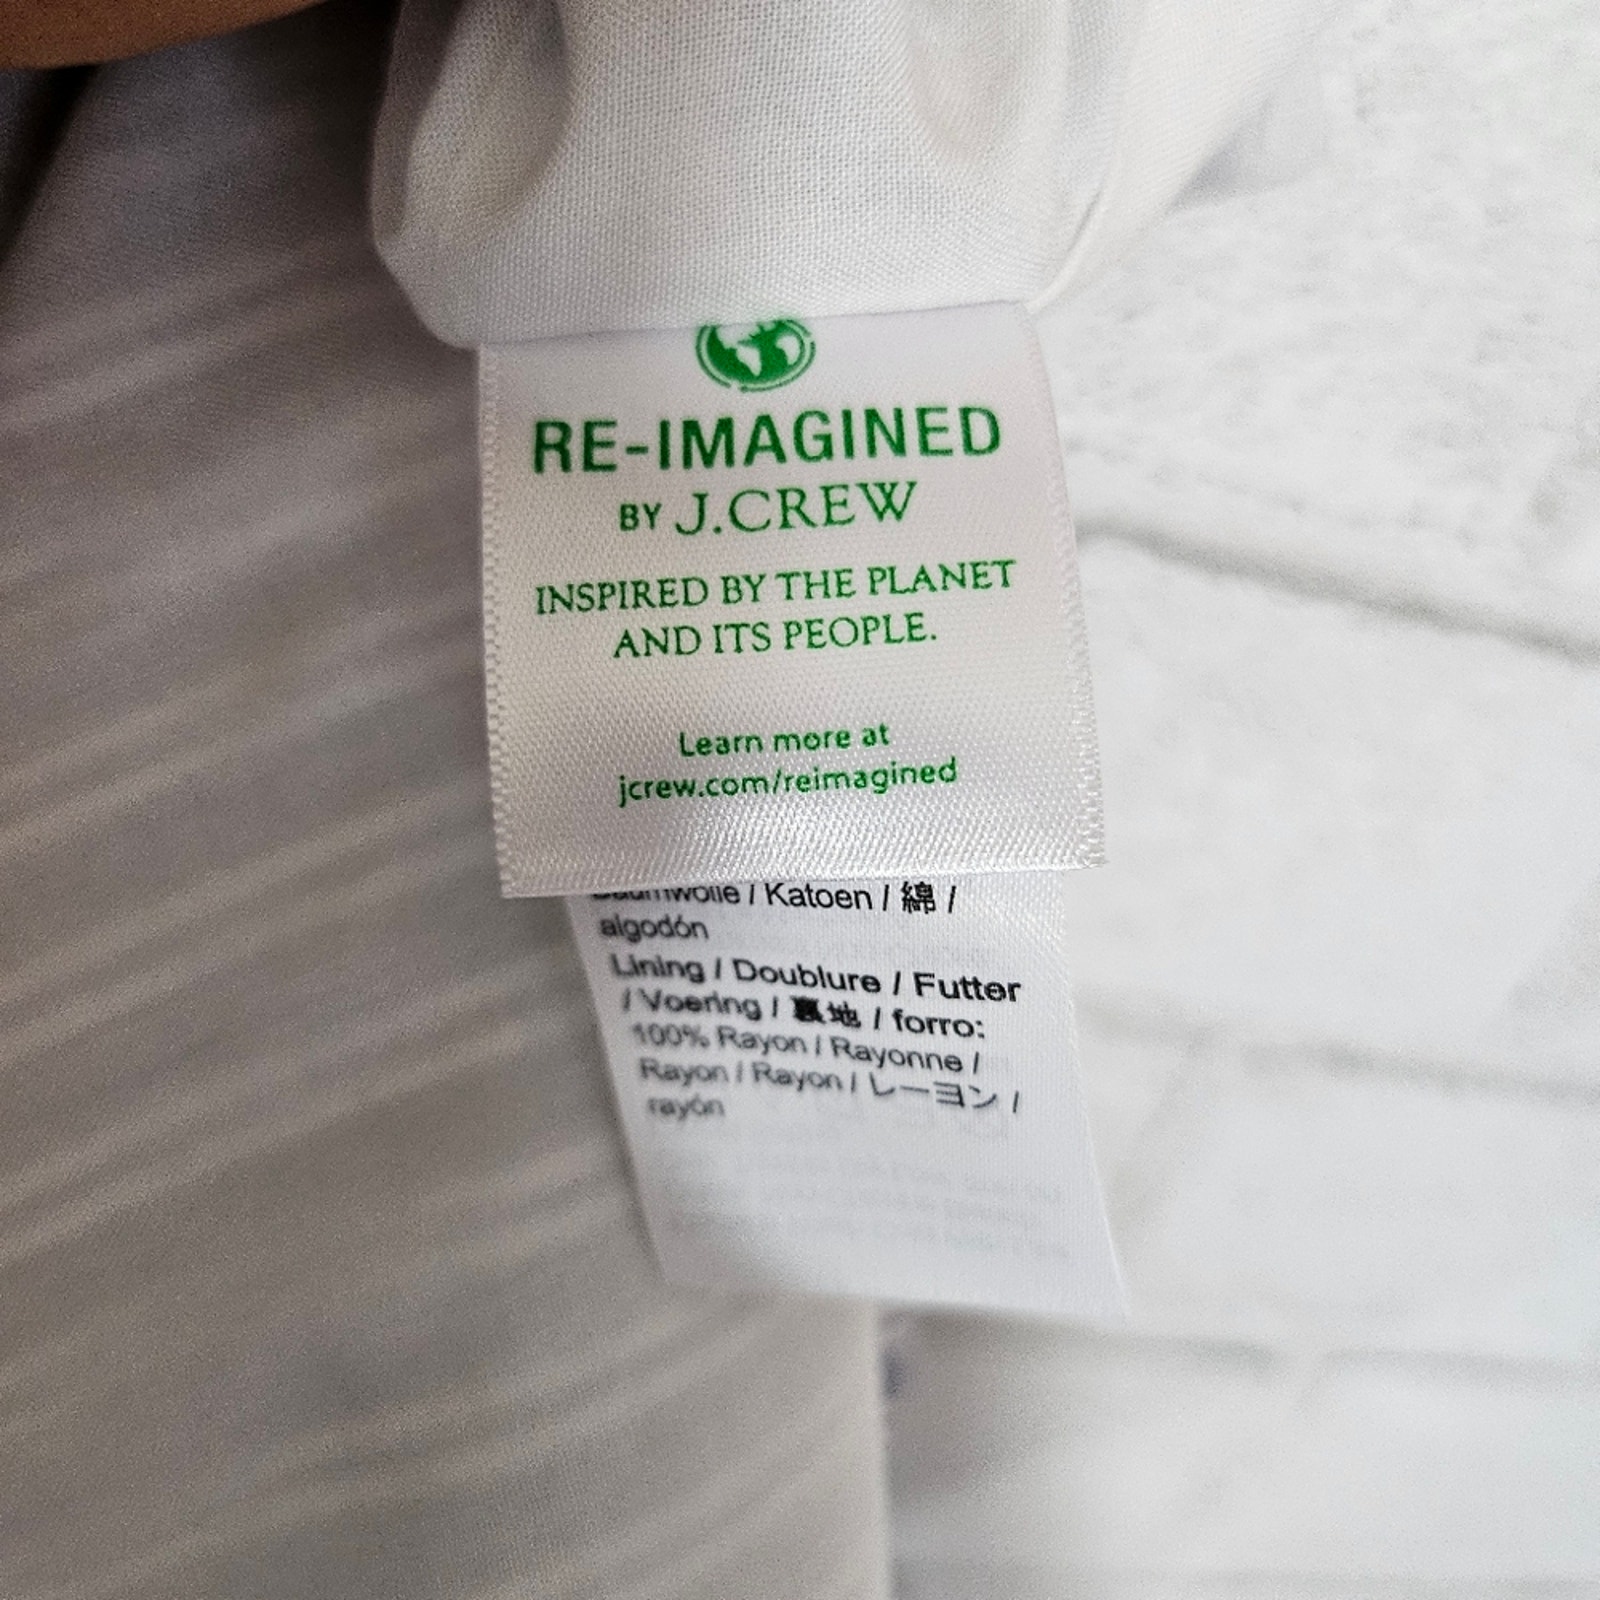 RE-IMAGINED
BY J.CREW
INSPIRED BY THE PLANET
AND ITS PEOPLE.
Learn more at
jcrew.com/reimagined
Baumwolle / Katoen / 綿 /
algodón
Lining / Doublure / Futter
/ Voering / 裏地 / forro:
100% Rayon / Rayonne /
Rayon / Rayon / レーヨン /
rayón